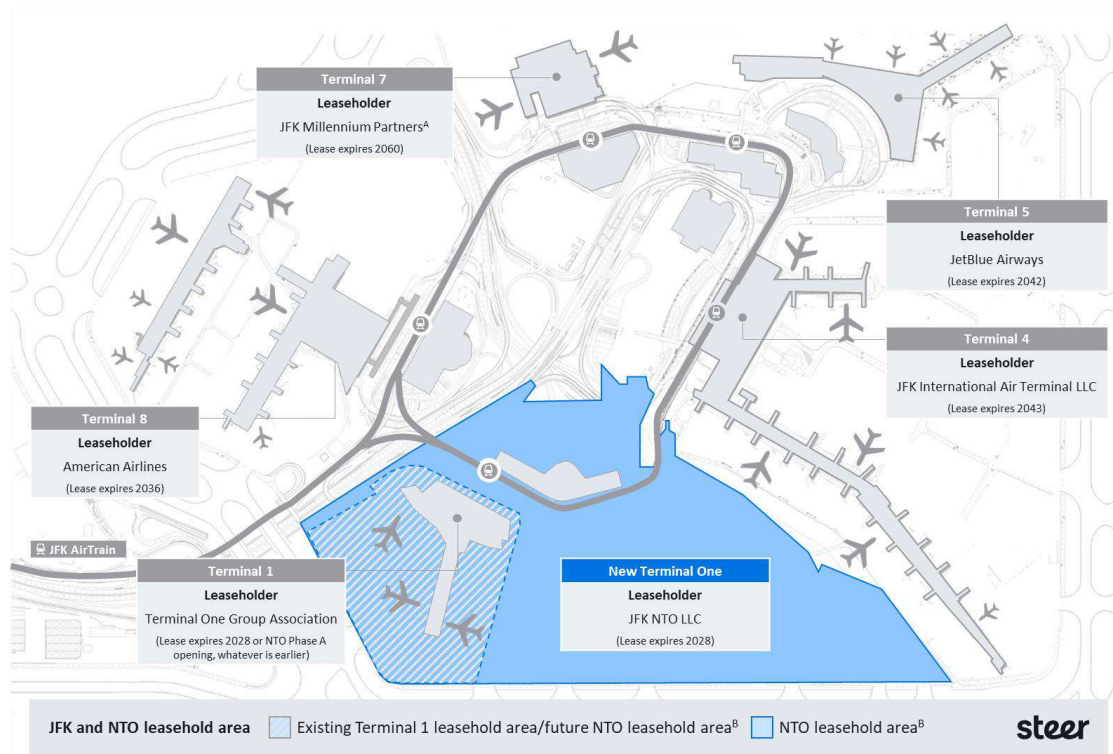 Terminal 7
Leaseholder
JFK Millennium Partnersᴬ
(Lease expires 2060)
Terminal 5
Leaseholder
JetBlue Airways
(Lease expires 2042)
Terminal 4
Leaseholder
JFK International Air Terminal LLC
(Lease expires 2043)
Terminal 8
Leaseholder
American Airlines
(Lease expires 2036)
JFK AirTrain
Terminal 1
Leaseholder
Terminal One Group Association
(Lease expires 2028 or NTO Phase A
opening, whatever is earlier)
New Terminal One
Leaseholder
JFK NTO LLC
(Lease expires 2028)
JFK and NTO leasehold area
Existing Terminal 1 leasehold area/future NTO leasehold areaᴮ
NTO leasehold areaᴮ
steer